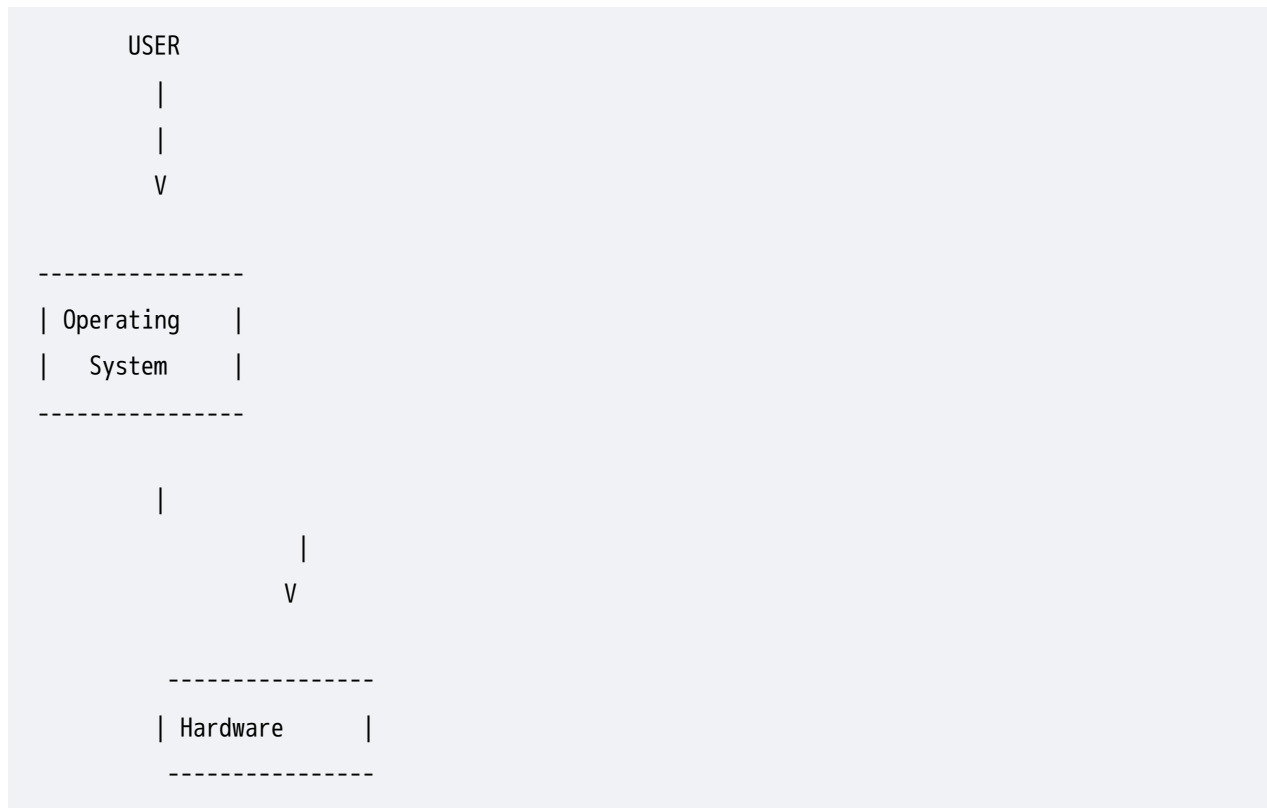 USER
|
|
V
----------------
| Operating    |
|   System     |
----------------
|
|
V
----------------
| Hardware      |
----------------